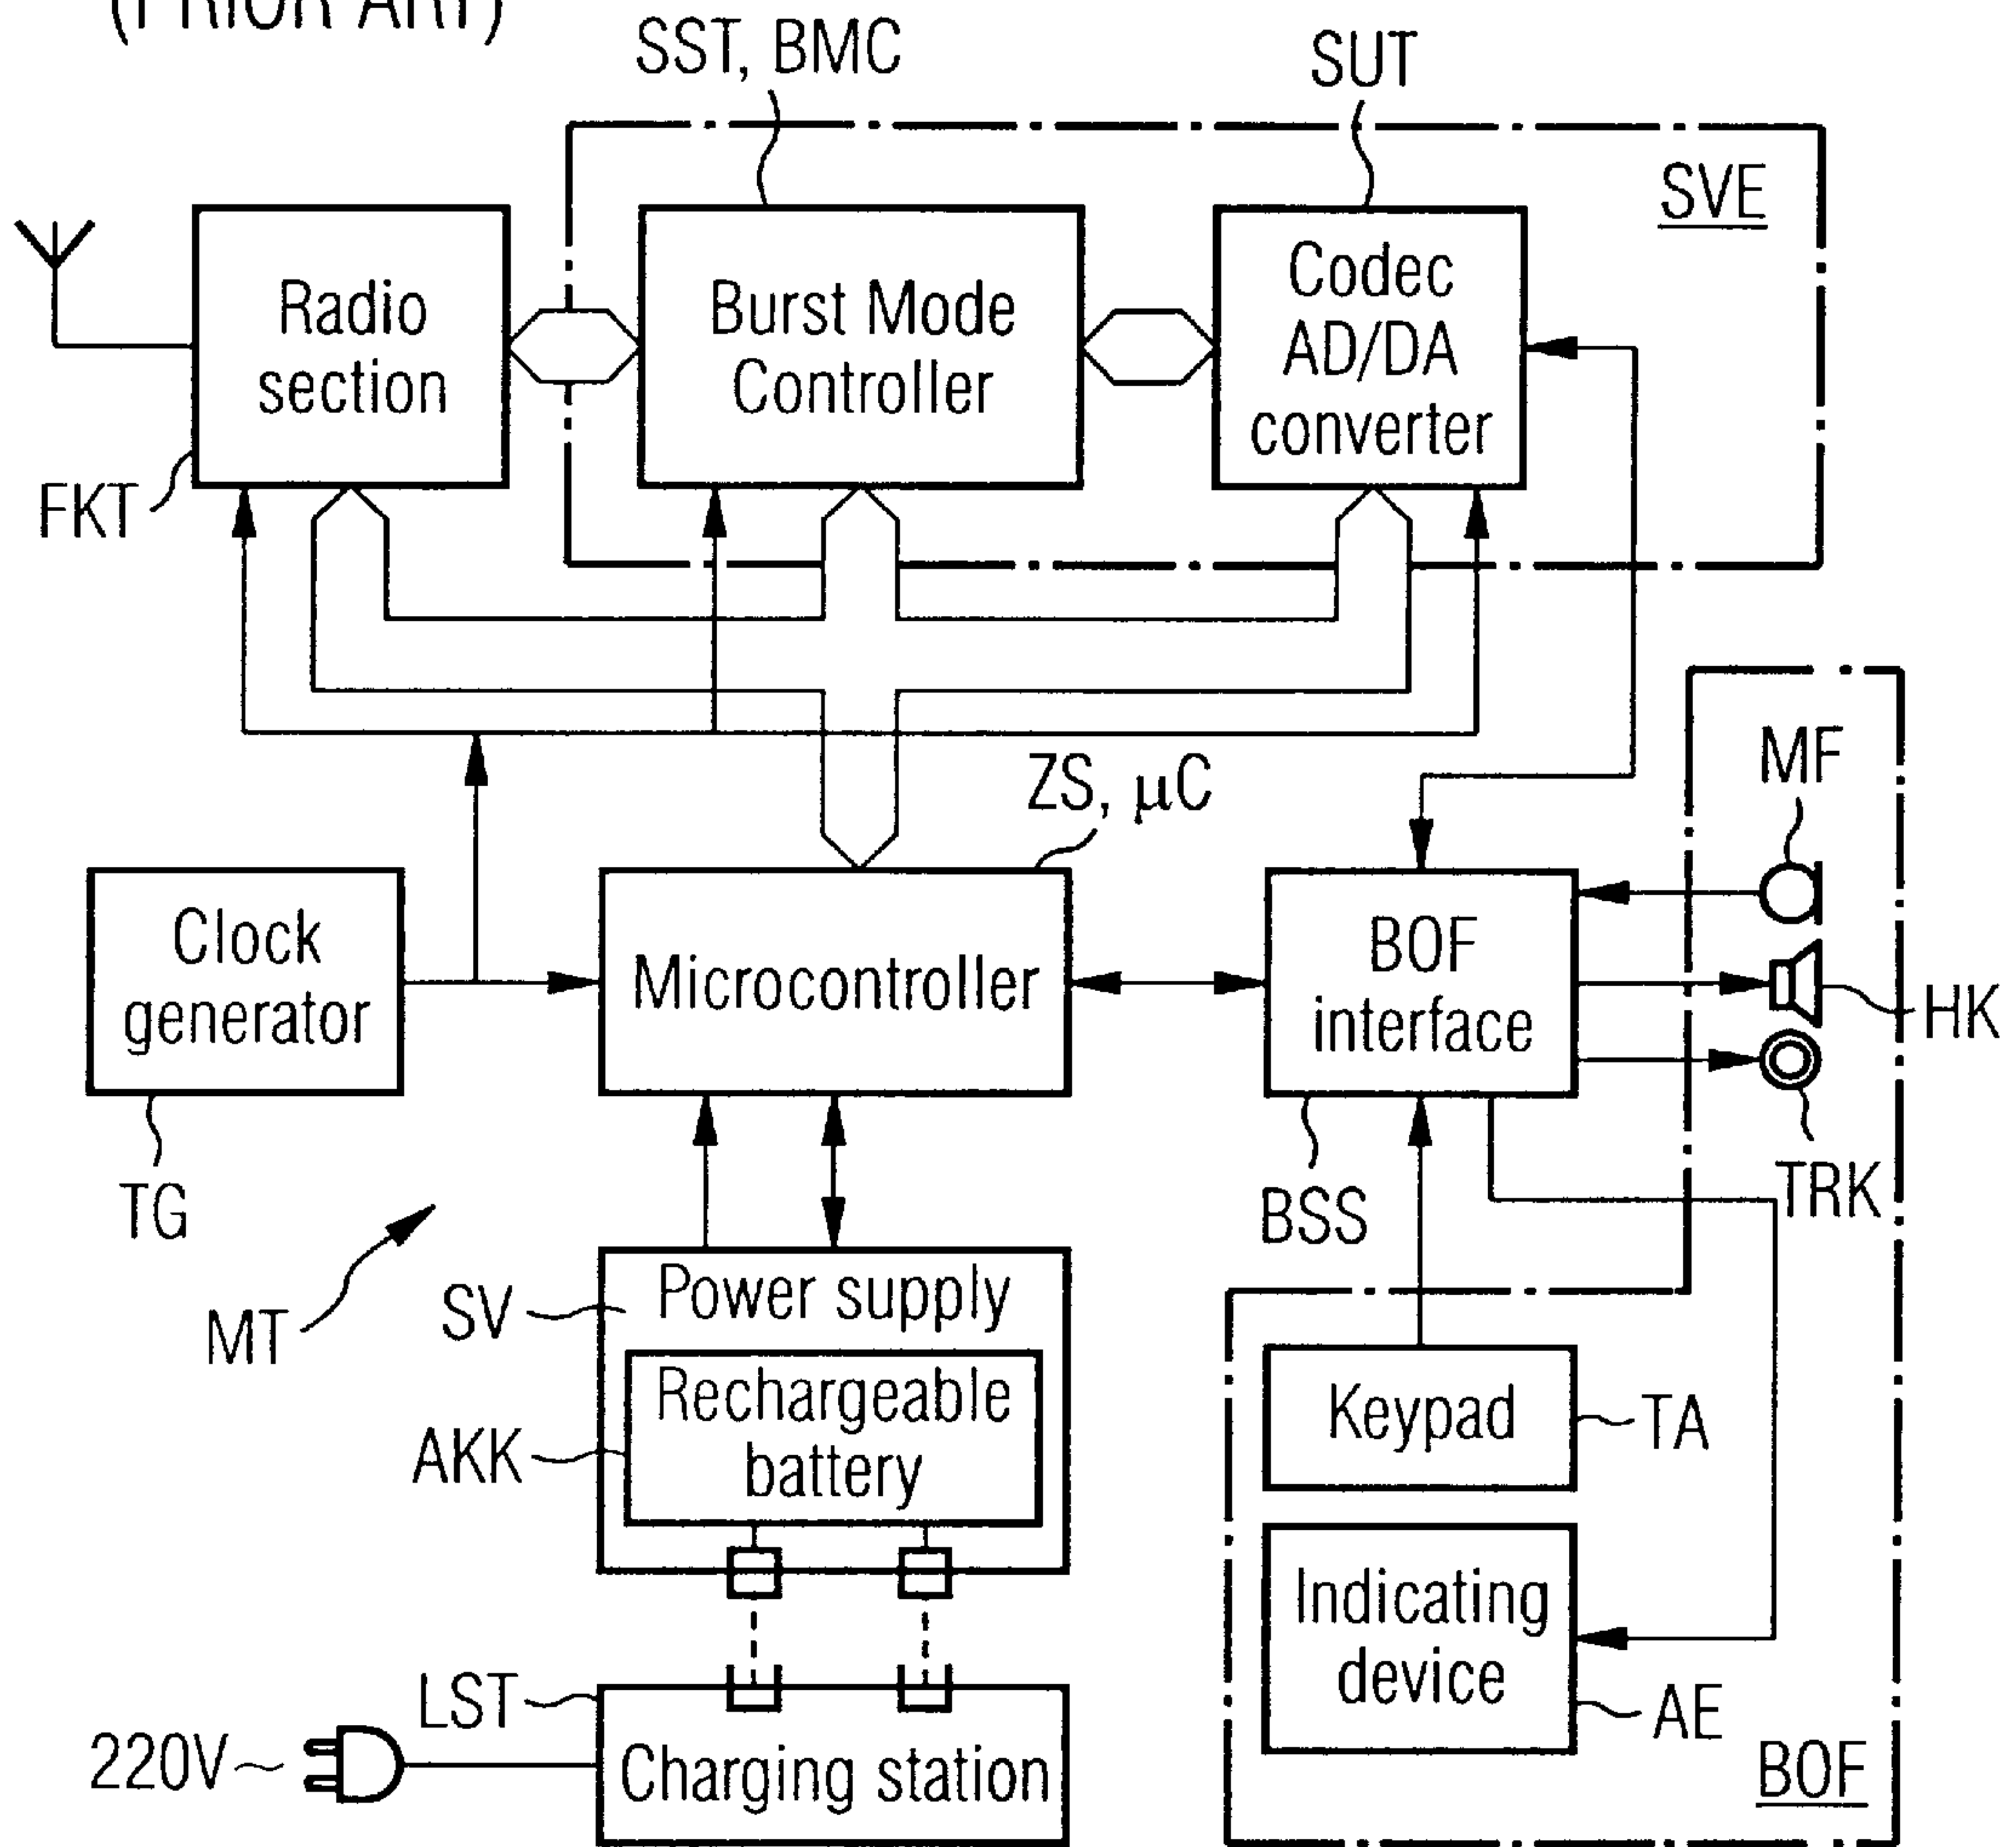 (PRIOR ART)
SST, BMC
SUT
SVE
Radio
section
Burst Mode
Controller
Codec
AD/DA
converter
FKT
ZS, µC
MF
Clock
generator
Microcontroller
BOF
interface
HK
TG
BSS
TRK
MT
SV
Power supply
Rechargeable
battery
AKK
Keypad
TA
Indicating
device
AE
LST
220V~
Charging station
BOF